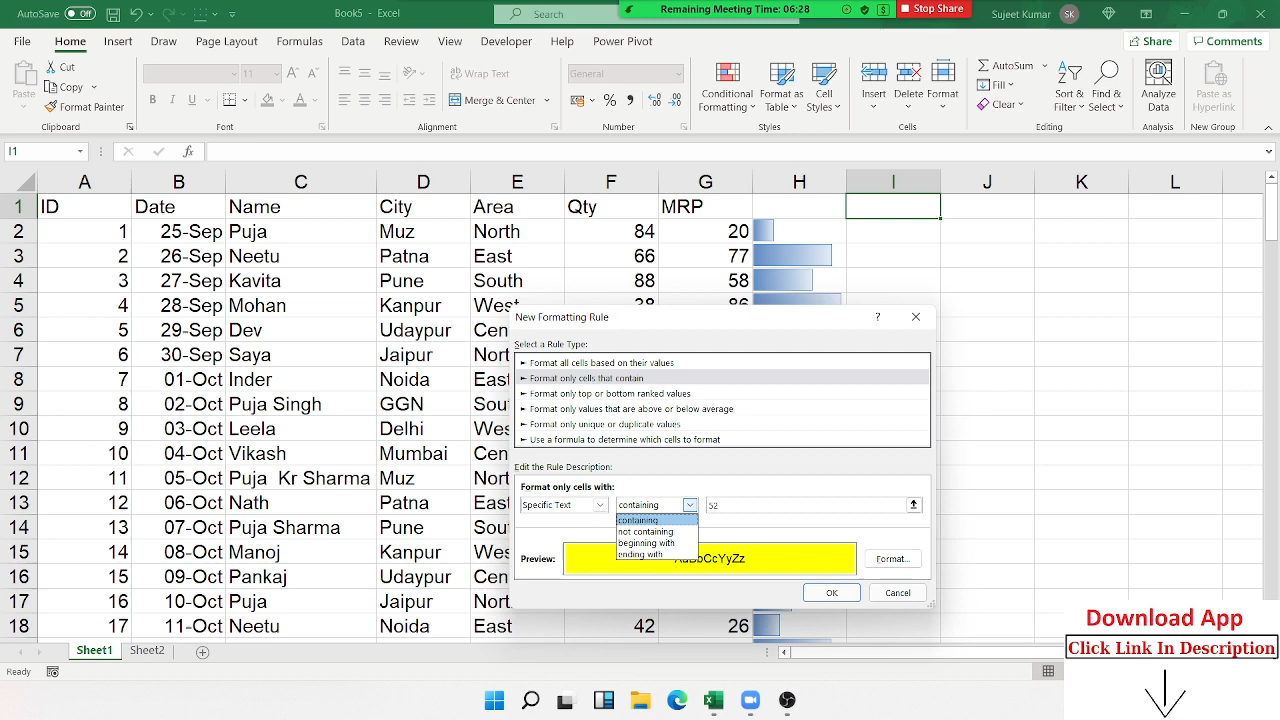 AutoSave Off Book5 - Excel Search Remaining Meeting Time: 06:28 Stop Share Sujeet Kumar SK
File Home Insert Draw Page Layout Formulas Data Review View Developer Help Power Pivot Share Comments
Paste Cut Copy Format Painter
11 Wrap Text Merge & Center General
Conditional Formatting Format as Table Cell Styles Insert Delete Format
AutoSum Fill Clear Sort & Filter Find & Select Analyze Data Paste as Hyperlink
Clipboard Font Alignment Number Styles Cells Editing Analysis New Group
I1 fx
A B C D E F G H I J K L
1 ID Date Name City Area Qty MRP
2 1 25-Sep Puja Muz North 84 20
3 2 26-Sep Neetu Patna East 66 77
4 3 27-Sep Kavita Pune South 88 58
5 4 28-Sep Mohan Kanpur West 38 86
6 5 29-Sep Dev Udaypur Cen
7 6 30-Sep Saya Jaipur Nort
8 7 01-Oct Inder Noida East
9 8 02-Oct Puja Singh GGN Sout
10 9 03-Oct Leela Delhi Wes
11 10 04-Oct Vikash Mumbai Cen
12 11 05-Oct Puja Kr Sharma Muz Nort
13 12 06-Oct Nath Patna East
14 13 07-Oct Puja Sharma Pune Sout
15 14 08-Oct Manoj Kanpur Wes
16 15 09-Oct Pankaj Udaypur Cen
17 16 10-Oct Puja Jaipur Nort
18 17 11-Oct Neetu Noida East 42 26
New Formatting Rule ?
Select a Rule Type:
► Format all cells based on their values
► Format only cells that contain
► Format only top or bottom ranked values
► Format only values that are above or below average
► Format only unique or duplicate values
► Use a formula to determine which cells to format
Edit the Rule Description:
Format only cells with:
Specific Text containing 52
containing
not containing
beginning with
ending with
Preview: AaBbCcYyZz Format...
OK Cancel
Sheet1 Sheet2
Ready
Download App
Click Link In Description